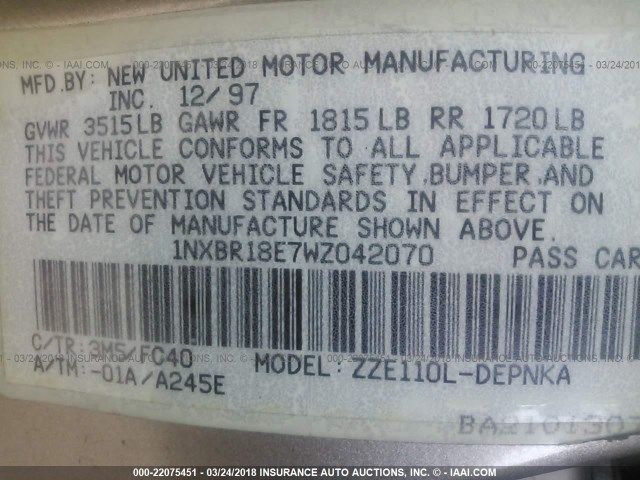 MFD.BY: NEW UNITED MOTOR MANUFACTURING
INC. 12/97
GVWR 3515LB GAWR FR 1815LB RR 1720LB
THIS VEHICLE CONFORMS TO ALL APPLICABLE
FEDERAL MOTOR VEHICLE SAFETY,BUMPER,AND
THEFT PREVENTION STANDARDS IN EFFECT ON
THE DATE OF MANUFACTURE SHOWN ABOVE.
1NXBR18E7WZ042070 PASS CAR
C/TR:3M5/FC40
A/TM:-01A/A245E MODEL: ZZE110L-DEPNKA
000-22075451 - 03/24/2018 INSURANCE AUTO AUCTIONS, INC. - © - IAAI.COM